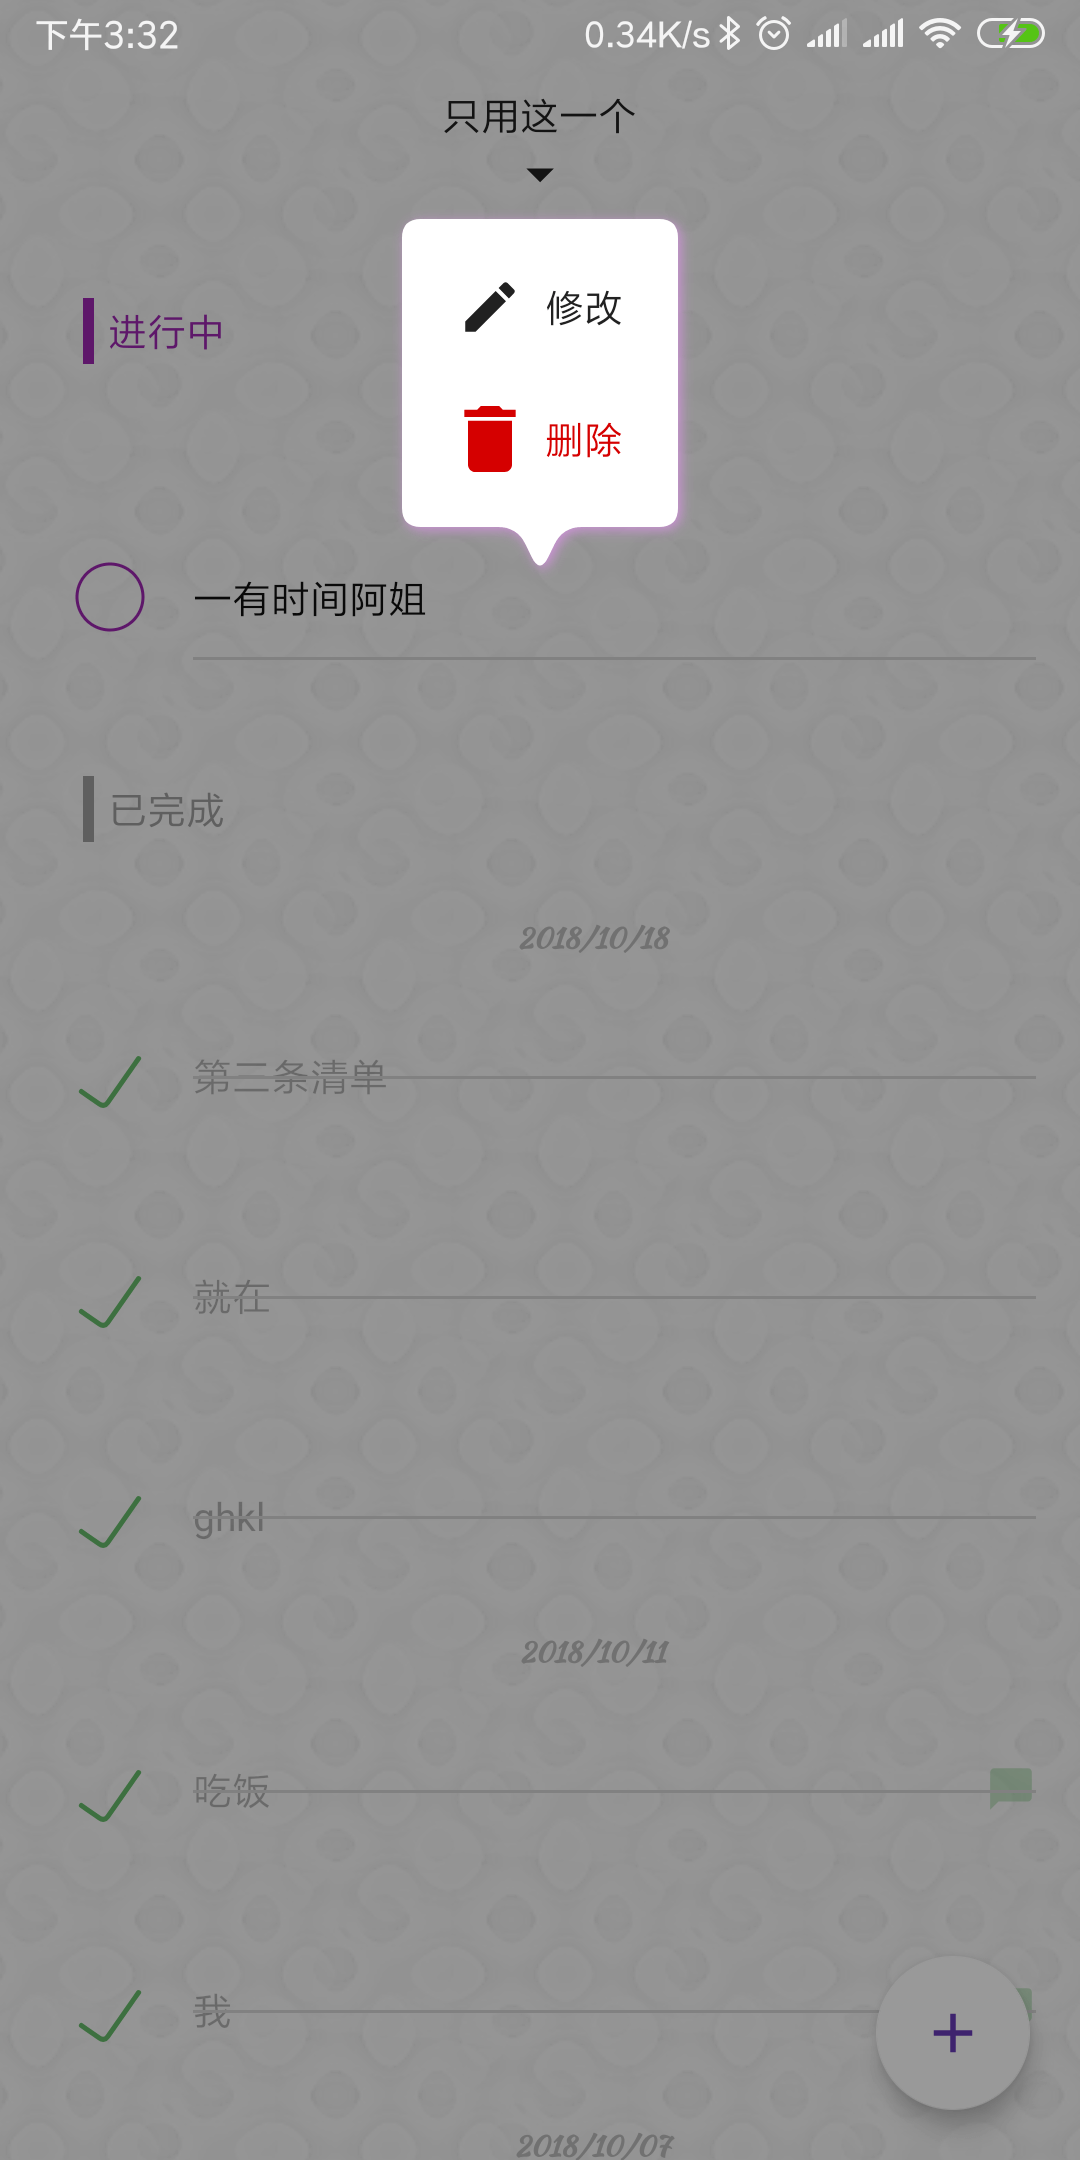 下午3:32 0.34K/s
只用这一个
修改
进行中
删除
一有时间阿姐
已完成
2018/10/18
第三条清单
就在
ghkl
2018/10/11
吃饭
我
2018/10/07